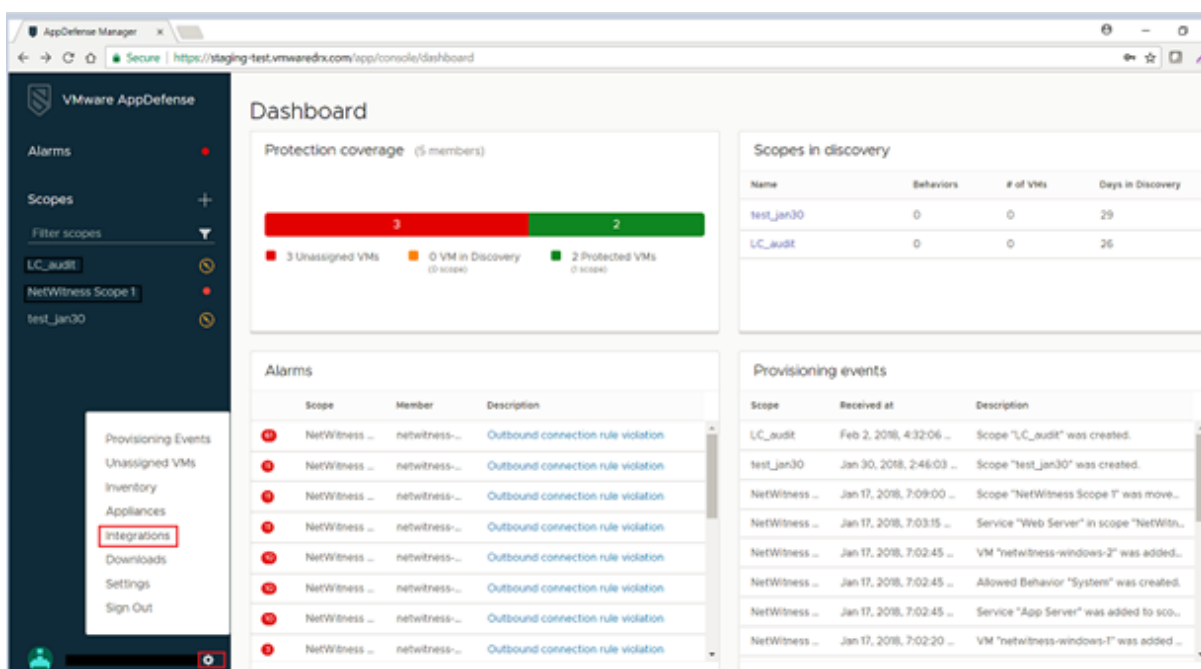 AppDefense Manager
Secure | https://staging-test.vmwaredrx.com/app/console/dashboard
VMware AppDefense
Alarms
Scopes
Filter scopes
LC_audit
NetWitness Scope 1
test_jan30
Provisioning Events
Unassigned VMs
Inventory
Appliances
Integrations
Downloads
Settings
Sign Out
Dashboard
Protection coverage (5 members)
3 2
3 Unassigned VMs 0 VM in Discovery 2 Protected VMs
(0 scope) (1 scope)
Scopes in discovery
Name Behaviors # of VMs Days in Discovery
test_jan30 0 0 29
LC_audit 0 0 26
Alarms
Scope Member Description
NetWitness ... netwitness-... Outbound connection rule violation
NetWitness ... netwitness-... Outbound connection rule violation
NetWitness ... netwitness-... Outbound connection rule violation
NetWitness ... netwitness-... Outbound connection rule violation
10 NetWitness ... netwitness-... Outbound connection rule violation
10 NetWitness ... netwitness-... Outbound connection rule violation
10 NetWitness ... netwitness-... Outbound connection rule violation
NetWitness ... netwitness-... Outbound connection rule violation
Provisioning events
Scope Received at Description
LC_audit Feb 2, 2018, 4:32:06 ... Scope "LC_audit" was created.
test_jan30 Jan 30, 2018, 2:46:03 ... Scope "test_jan30" was created.
NetWitness ... Jan 17, 2018, 7:09:00 ... Scope "NetWitness Scope 1" was move...
NetWitness ... Jan 17, 2018, 7:03:15 ... Service "Web Server" in scope "NetWitn...
NetWitness ... Jan 17, 2018, 7:02:45 ... VM "netwitness-windows-2" was added...
NetWitness ... Jan 17, 2018, 7:02:45 ... Allowed Behavior "System" was created.
NetWitness ... Jan 17, 2018, 7:02:45 ... Service "App Server" was added to sco...
NetWitness ... Jan 17, 2018, 7:02:20 ... VM "netwitness-windows-1" was added ...